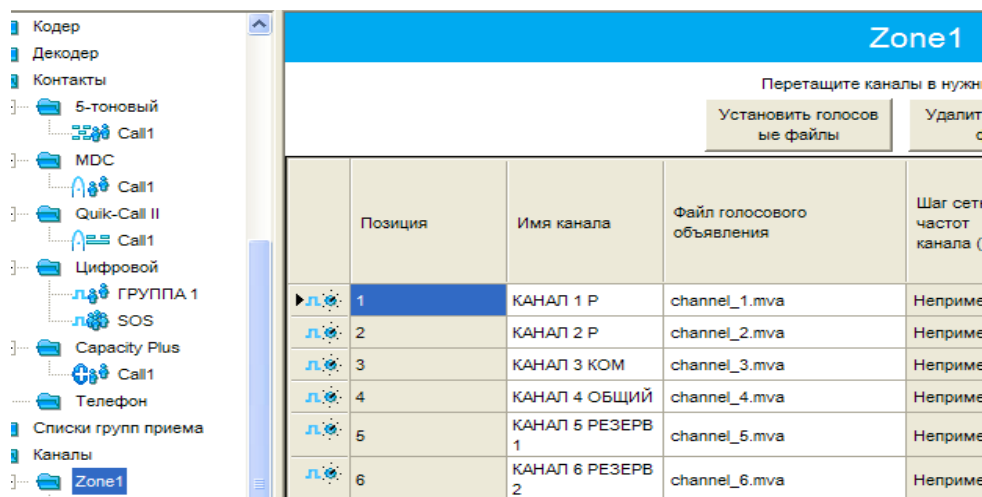 Кодер
Декодер
Контакты
5-тоновый
Call1
MDC
Call1
Quik-Call II
Call1
Цифровой
ГРУППА 1
SOS
Capacity Plus
Call1
Телефон
Списки групп приема
Каналы
Zone1
Zone1
Перетащите каналы в нужн
Установить голосов
ые файлы
Удалит
с
Позиция
Имя канала
Файл голосового
объявления
Шаг сетк
частот
канала (
1 КАНАЛ 1 Р channel_1.mva Неприме
2 КАНАЛ 2 Р channel_2.mva Неприме
3 КАНАЛ 3 КОМ channel_3.mva Неприме
4 КАНАЛ 4 ОБЩИЙ channel_4.mva Неприме
5 КАНАЛ 5 РЕЗЕРВ
1 channel_5.mva Неприме
6 КАНАЛ 6 РЕЗЕРВ
2 channel_6.mva Неприме